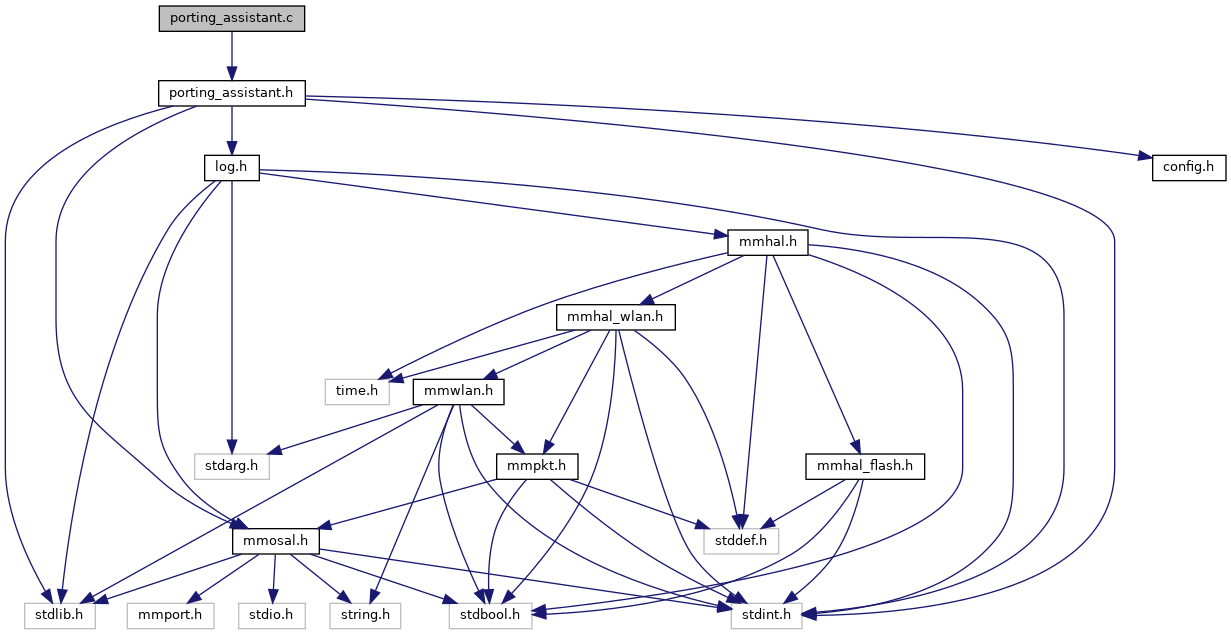 porting_assistant.c
porting_assistant.h
log.h
config.h
mmhal.h
mmhal_wlan.h
time.h
mmwlan.h
stdarg.h
mmpkt.h
mmhal_flash.h
mmosal.h
stddef.h
stdlib.h
mmport.h
stdio.h
string.h
stdbool.h
stdint.h